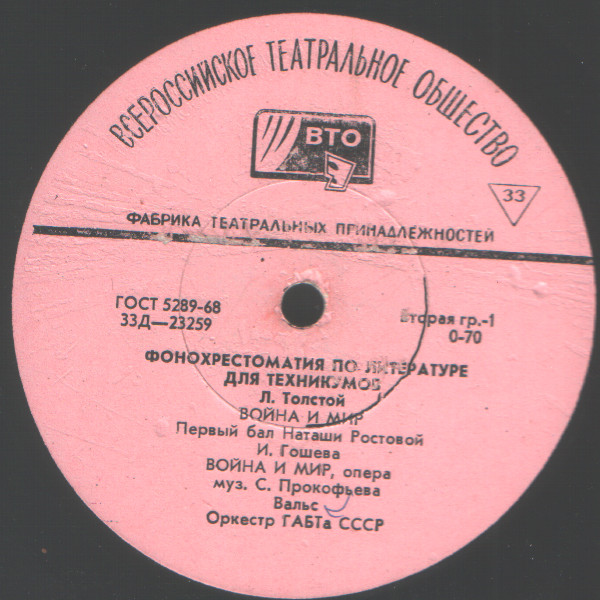 ВСЕРОССИЙСКОЕ ТЕАТРАЛЬНОЕ ОБЩЕСТВО
ВТО
33
ФАБРИКА ТЕАТРАЛЬНЫХ ПРИНАДЛЕЖНОСТЕЙ
ГОСТ 5289-68
33Д—23259
Вторая гр.-1
0-70
ФОНОХРЕСТОМАТИЯ ПО ЛИТЕРАТУРЕ
ДЛЯ ТЕХНИКУМОВ
Л. Толстой
ВОЙНА И МИР
Первый бал Наташи Ростовой
И. Гошева
ВОЙНА И МИР, опера
муз. С. Прокофьева
Вальс
Оркестр ГАБТа СССР